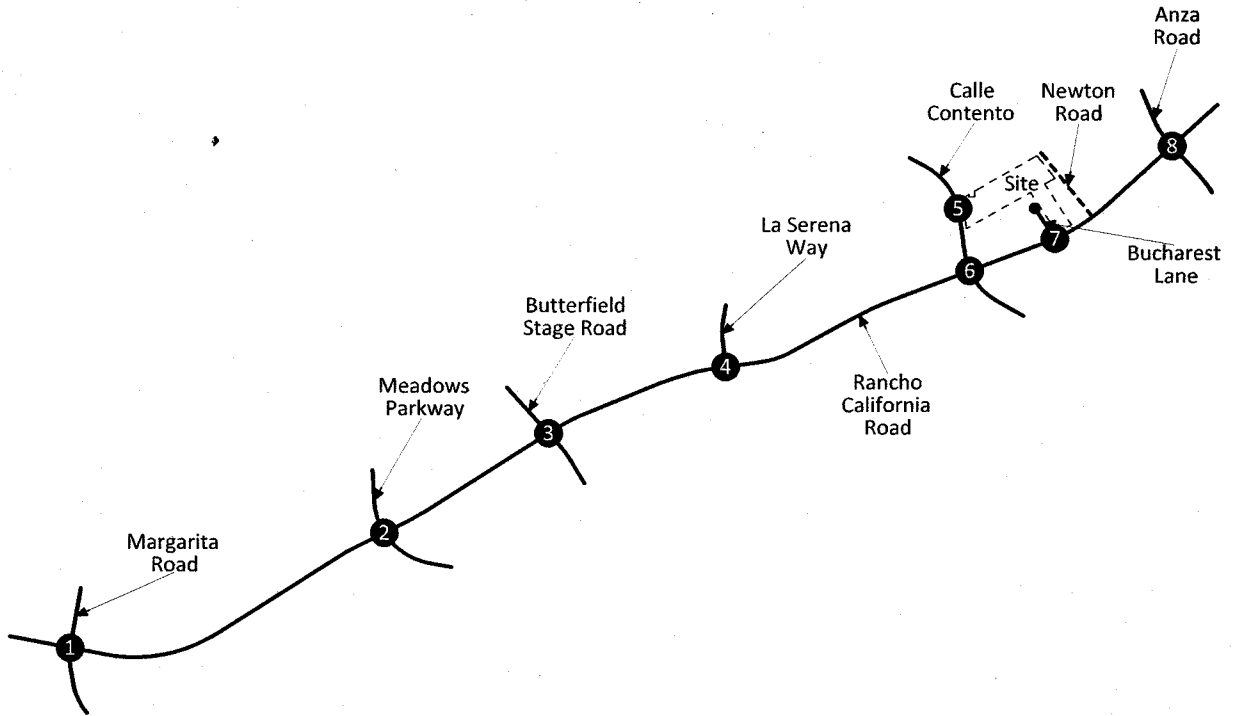 Anza
Road
Calle
Contento
Newton
Road
8
Site
5
7
La Serena
Way
Bucharest
Lane
6
Butterfield
Stage Road
4
Rancho
California
Road
Meadows
Parkway
3
2
Margarita
Road
1